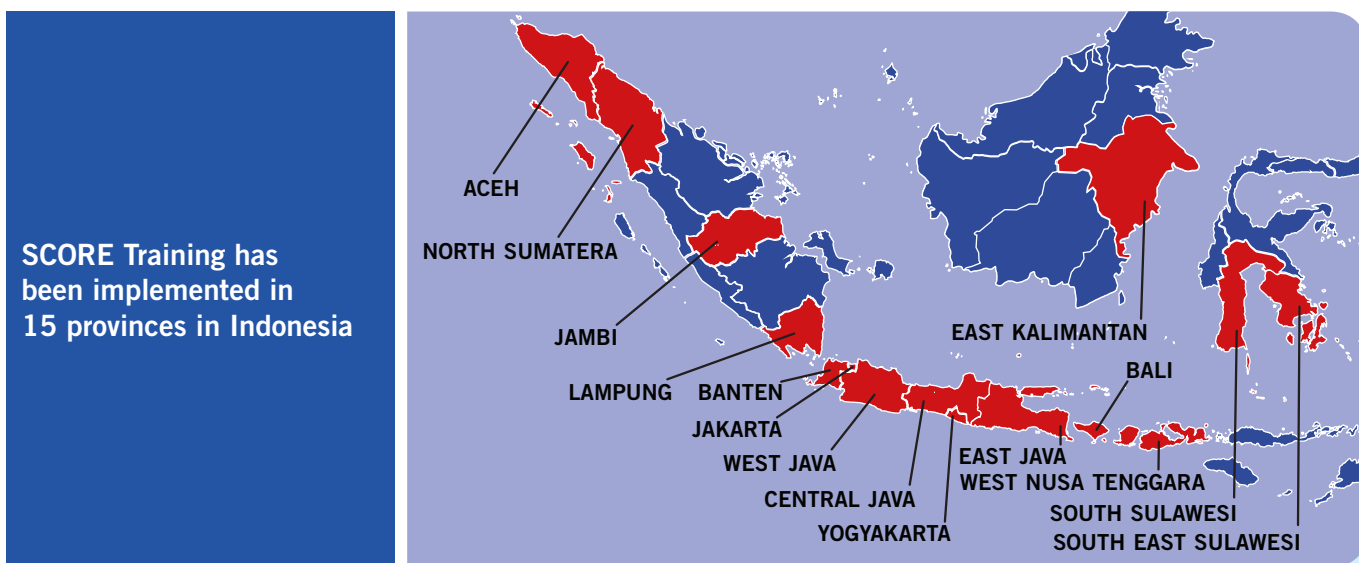 SCORE Training has
been implemented in
15 provinces in Indonesia
ACEH
NORTH SUMATERA
JAMBI
LAMPUNG
BANTEN
JAKARTA
WEST JAVA
CENTRAL JAVA
YOGYAKARTA
EAST KALIMANTAN
BALI
EAST JAVA
WEST NUSA TENGGARA
SOUTH SULAWESI
SOUTH EAST SULAWESI